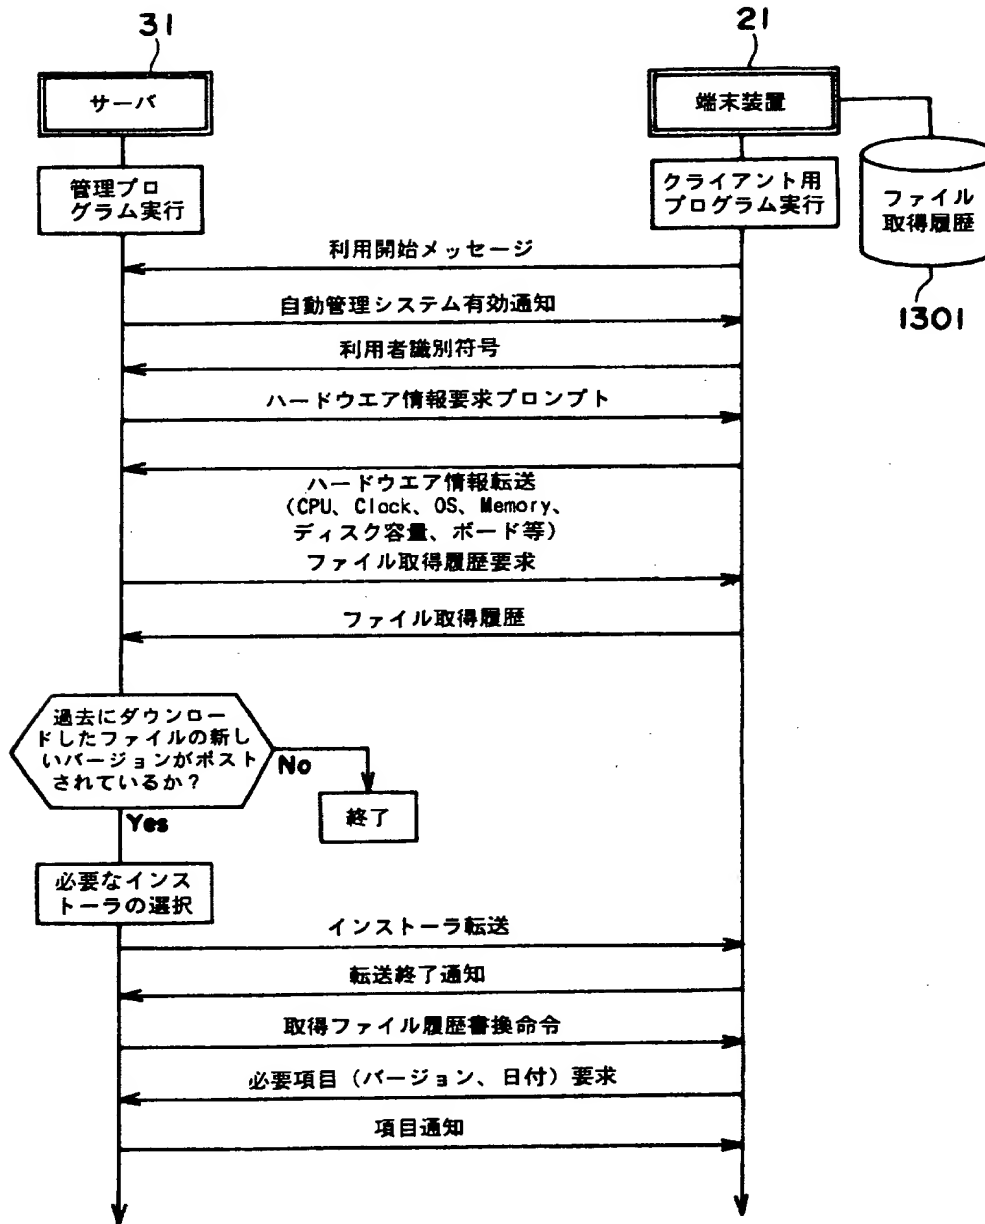 31
21
サーバ
端末装置
管理プロ
グラム実行
クライアント用
プログラム実行
ファイル
取得履歴
1301
利用開始メッセージ
自動管理システム有効通知
利用者識別符号
ハードウエア情報要求プロンプト
ハードウエア情報転送
(CPU、Clock、OS、Memory、
ディスク容量、ボード等)
ファイル取得履歴要求
ファイル取得履歴
過去にダウンロー
ドしたファイルの新し
いバージョンがポスト
されているか?
No
終了
Yes
必要なインス
トーラの選択
インストーラ転送
転送終了通知
取得ファイル履歴書換命令
必要項目(バージョン、日付)要求
項目通知